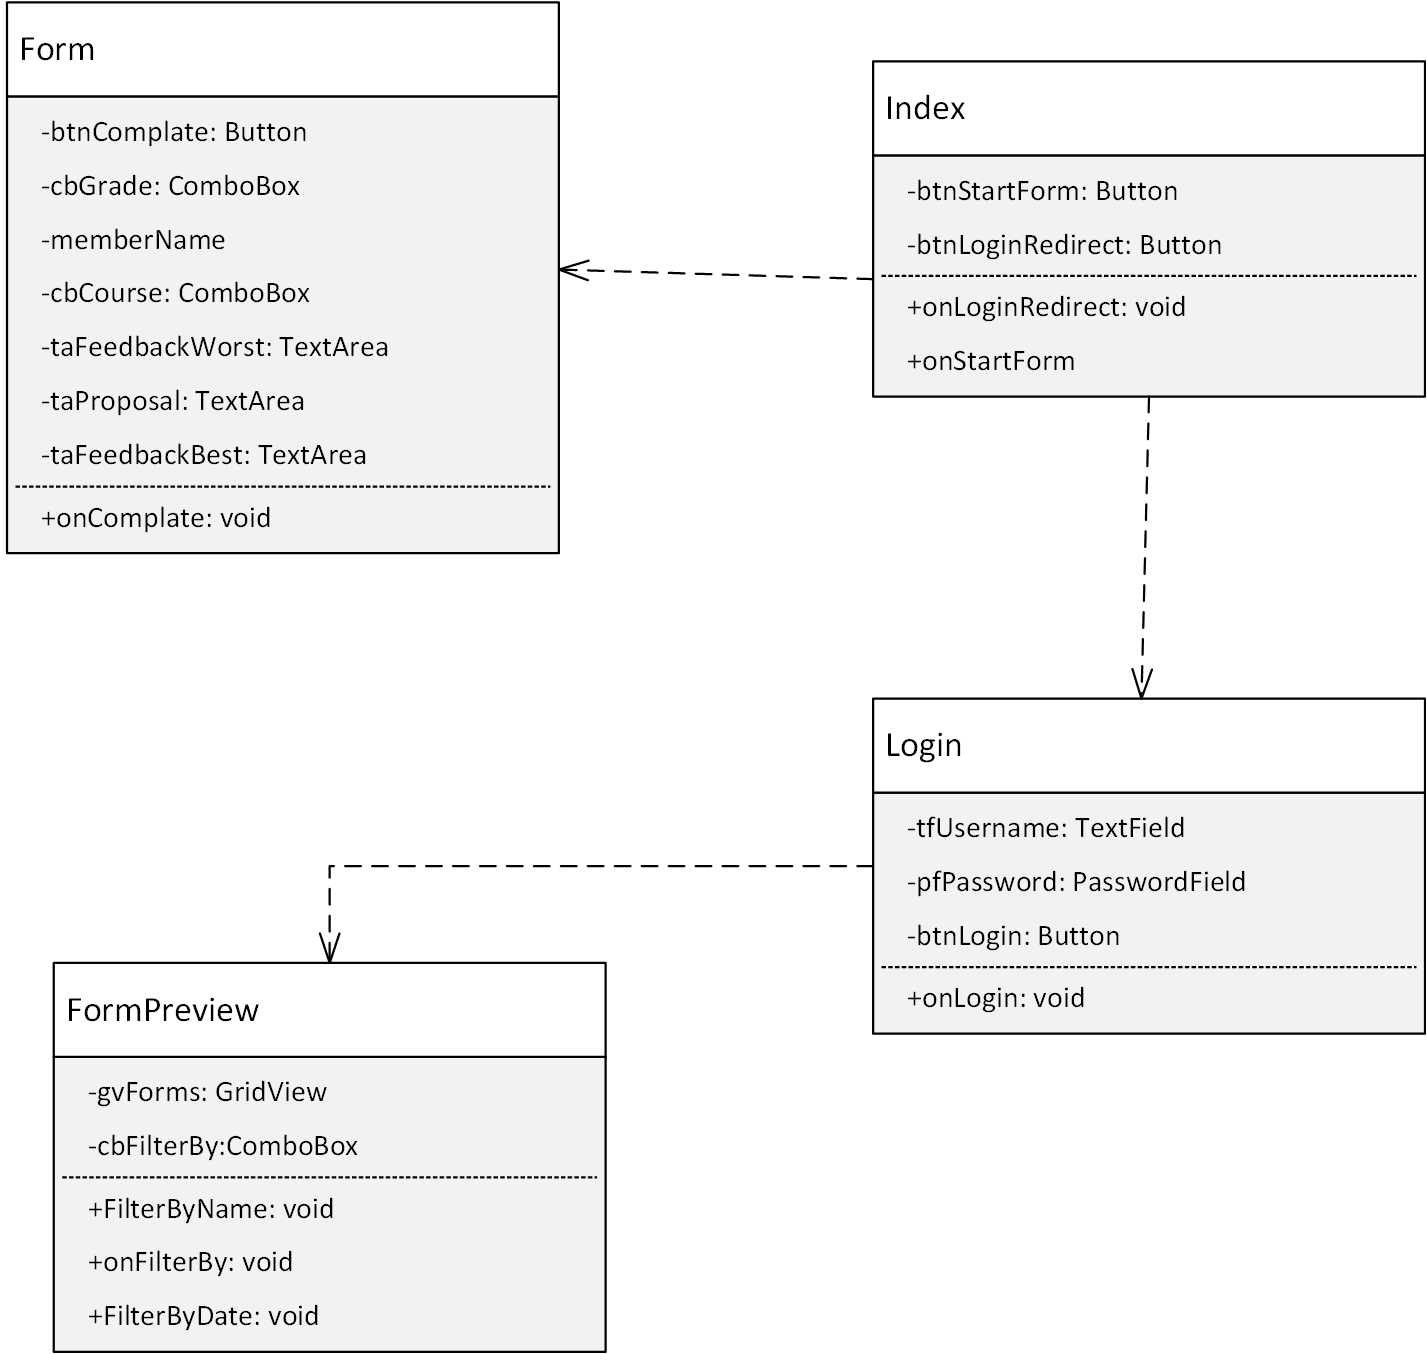 Form
-btnComplate: Button
-cbGrade: ComboBox
-memberName
-cbCourse: ComboBox
-taFeedbackWorst: TextArea
-taProposal: TextArea
-taFeedbackBest: TextArea
+onComplate: void
Index
-btnStartForm: Button
-btnLoginRedirect: Button
+onLoginRedirect: void
+onStartForm
Login
-tfUsername: TextField
-pfPassword: PasswordField
-btnLogin: Button
+onLogin: void
FormPreview
-gvForms: GridView
-cbFilterBy:ComboBox
+FilterByName: void
+onFilterBy: void
+FilterByDate: void